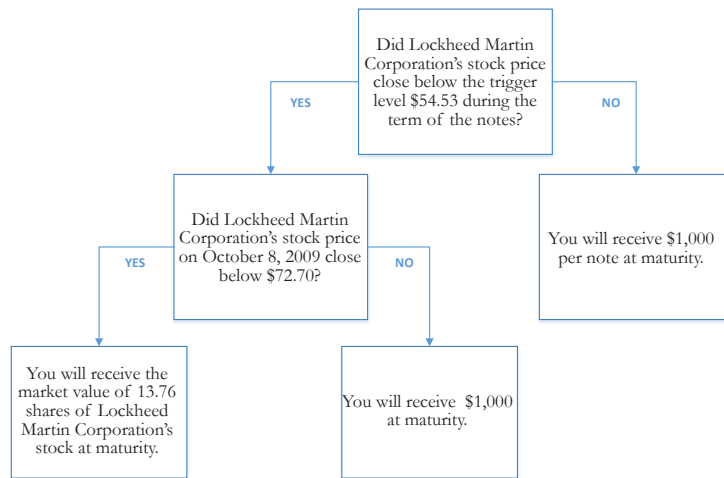 Did Lockheed Martin
Corporation's stock price
close below the trigger
level $54.53 during the
term of the notes?
YES
NO
Did Lockheed Martin
Corporation's stock price
on October 8, 2009 close
below $72.70?
You will receive $1,000
per note at maturity.
YES
NO
You will receive the
market value of 13.76
shares of Lockheed
Martin Corporation's
stock at maturity.
You will receive $1,000
at maturity.